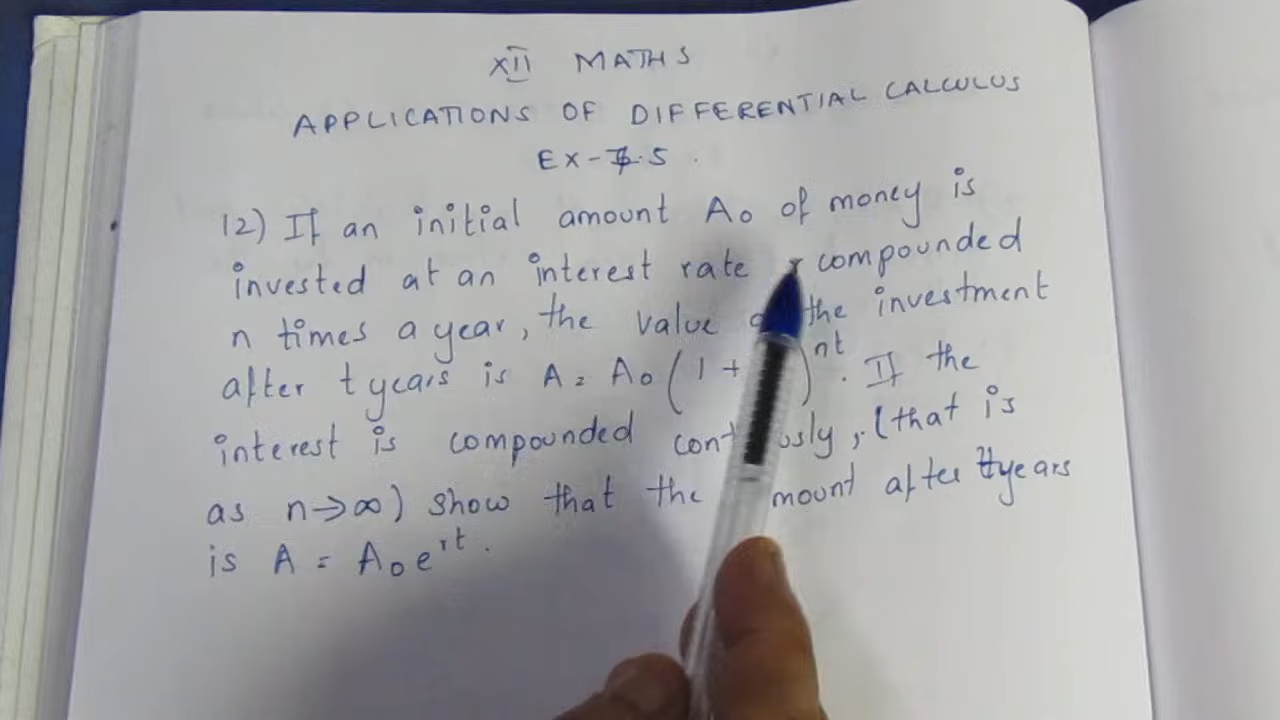 XII MATHS
APPLICATIONS OF DIFFERENTIAL CALCULUS
EX-7.5
12) If an initial amount A₀ of money is
invested at an interest rate r compounded
n times a year, the value the investment
after t years is A = A₀ (1 + )ⁿᵗ. If the
interest is compounded , (that is
as n→∞) show that the mount after t years
is A = A₀eʳᵗ.